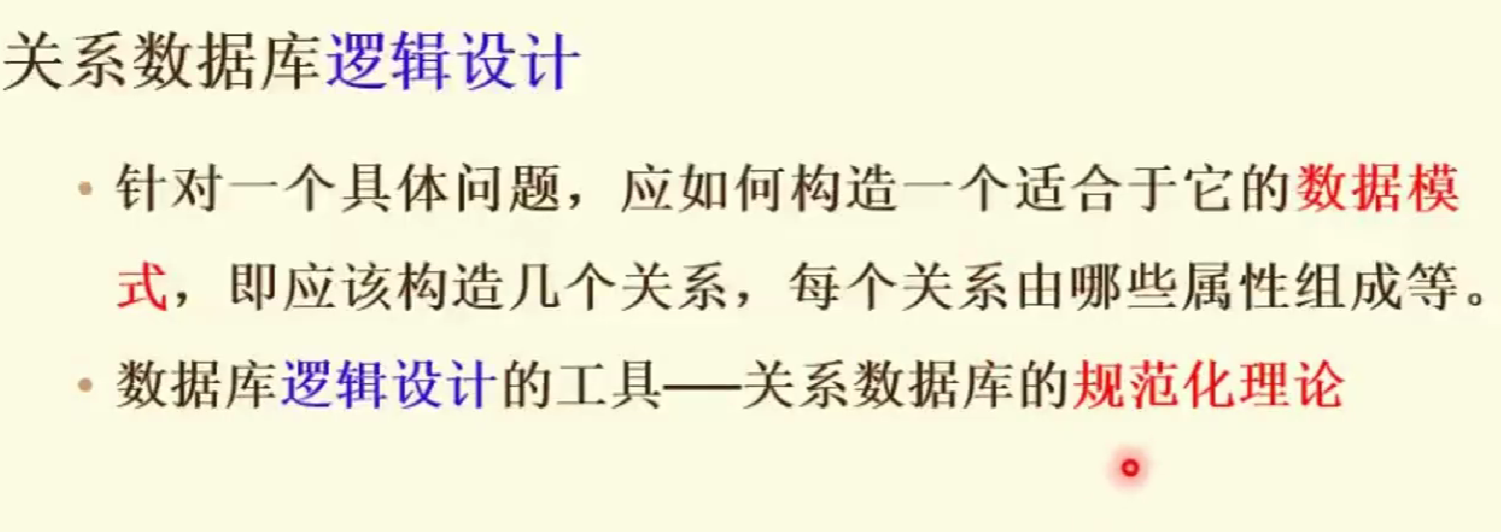 关系数据库逻辑设计
• 针对一个具体问题，应如何构造一个适合于它的数据模
式，即应该构造几个关系，每个关系由哪些属性组成等。
• 数据库逻辑设计的工具──关系数据库的规范化理论